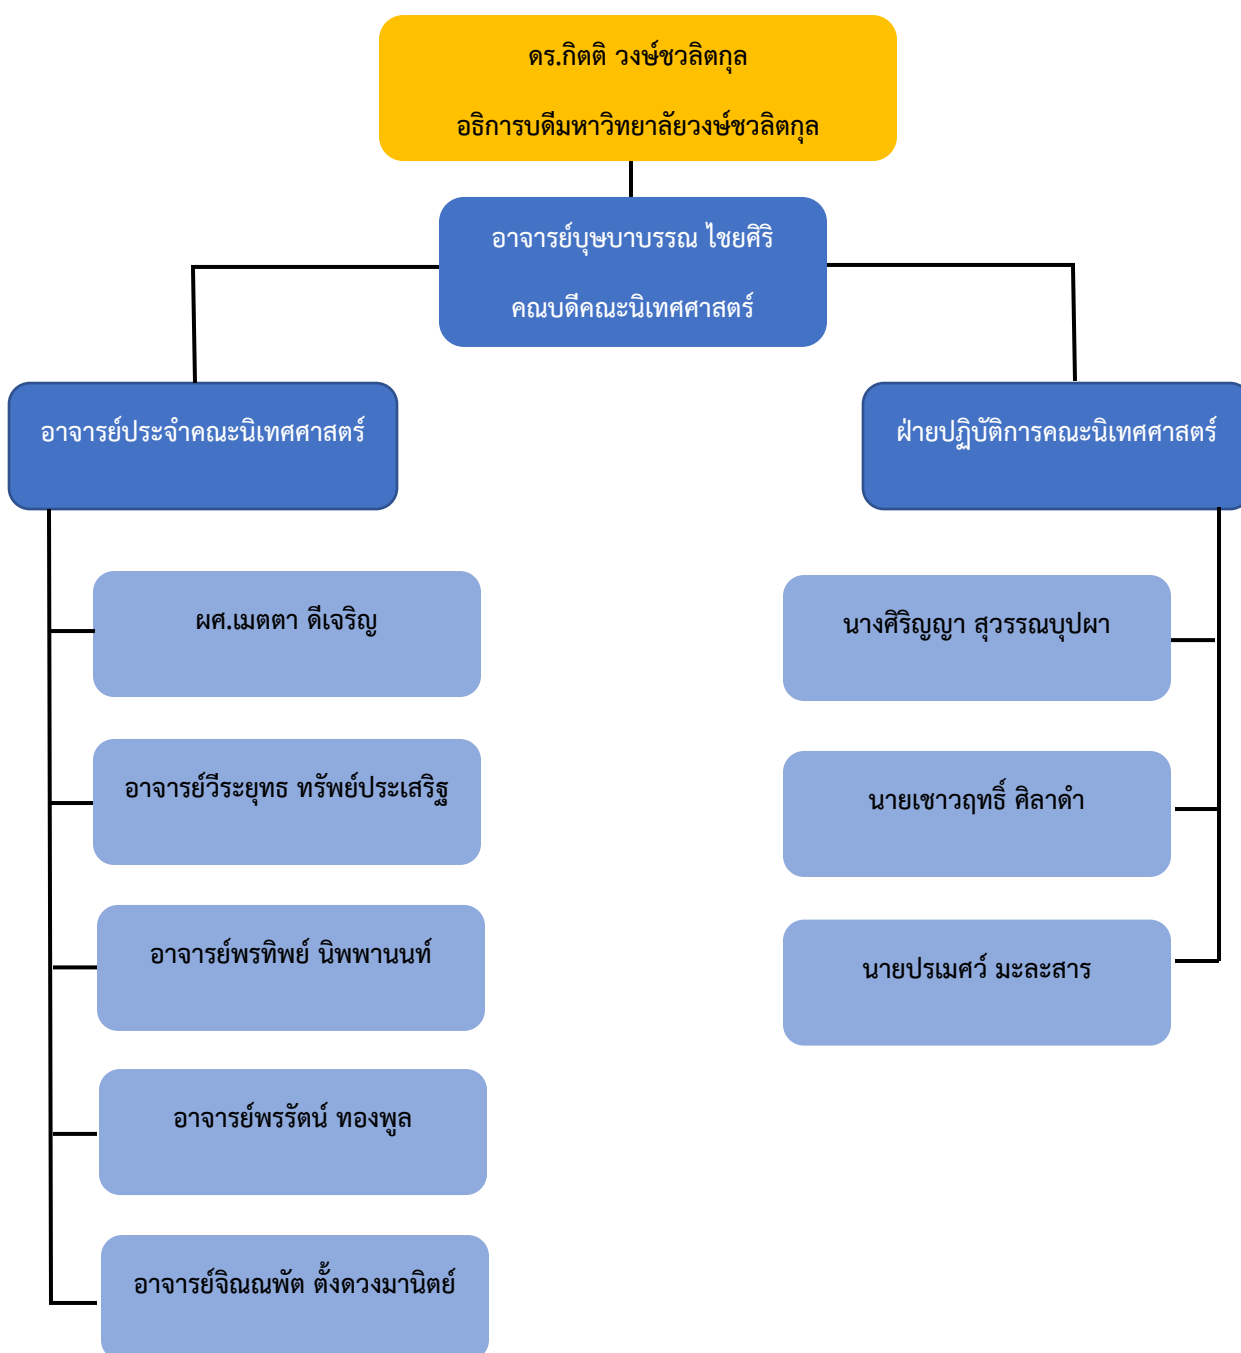 ดร.กิตติ วงษ์ชวลิตกุล
อธิการบดีมหาวิทยาลัยวงษ์ชวลิตกุล
อาจารย์บุษบาบรรณ ไชยศิริ
คณบดีคณะนิเทศศาสตร์
อาจารย์ประจำคณะนิเทศศาสตร์
ฝ่ายปฏิบัติการคณะนิเทศศาสตร์
ผศ.เมตตา ดีเจริญ
นางศิริญญา สุวรรณบุปผา
อาจารย์วีระยุทธ ทรัพย์ประเสริฐ
นายเชาวฤทธิ์ ศิลาดำ
อาจารย์พรทิพย์ นิพพานนท์
นายปรเมศว์ มะละสาร
อาจารย์พรรัตน์ ทองพูล
อาจารย์จิณณพัต ตั้งดวงมานิตย์